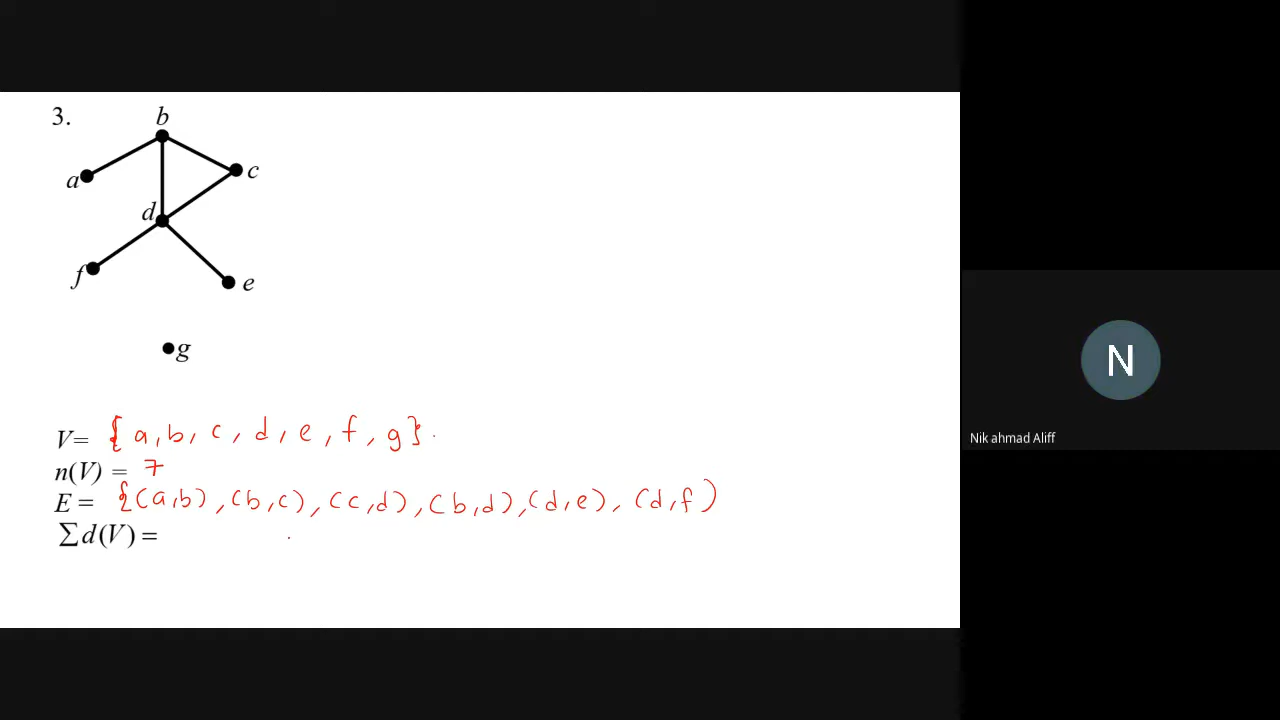 3.
b
a
c
d
f
e
g
V= {a,b, c, d, e, f, g}.
n(V) = 7
E = {(a,b), (b,c), (c,d), (b,d), (d,e), (d,f)
∑d(V) =
N
Nik ahmad Aliff